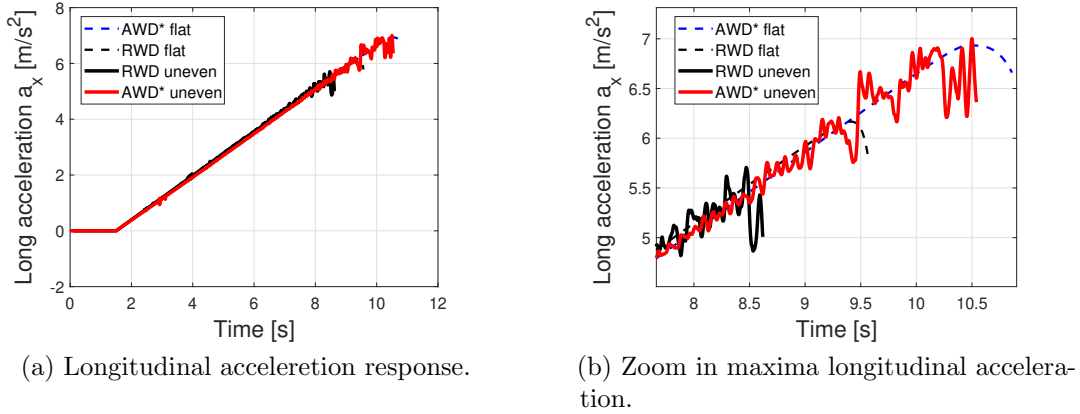 8
6
4
2
0
-2
Long acceleration a_x [m/s^2]
AWD* flat
RWD flat
RWD uneven
AWD* uneven
0 2 4 6 8 10 12
Time [s]
(a) Longitudinal acceleretion response.
7
6.5
6
5.5
5
Long acceleration a_x [m/s^2]
AWD* flat
RWD flat
RWD uneven
AWD* uneven
8 8.5 9 9.5 10 10.5
Time [s]
(b) Zoom in maxima longitudinal accelera-
tion.